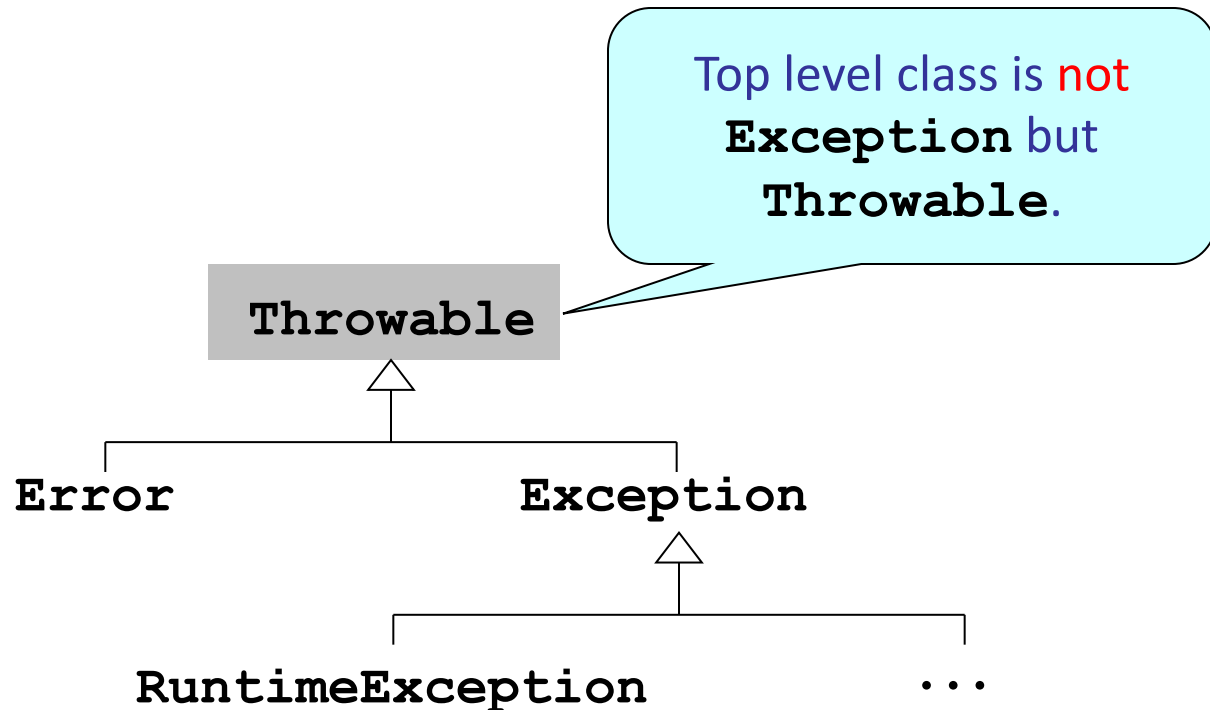 Top level class is not
Exception but
Throwable.
Throwable
Error
Exception
RuntimeException
...